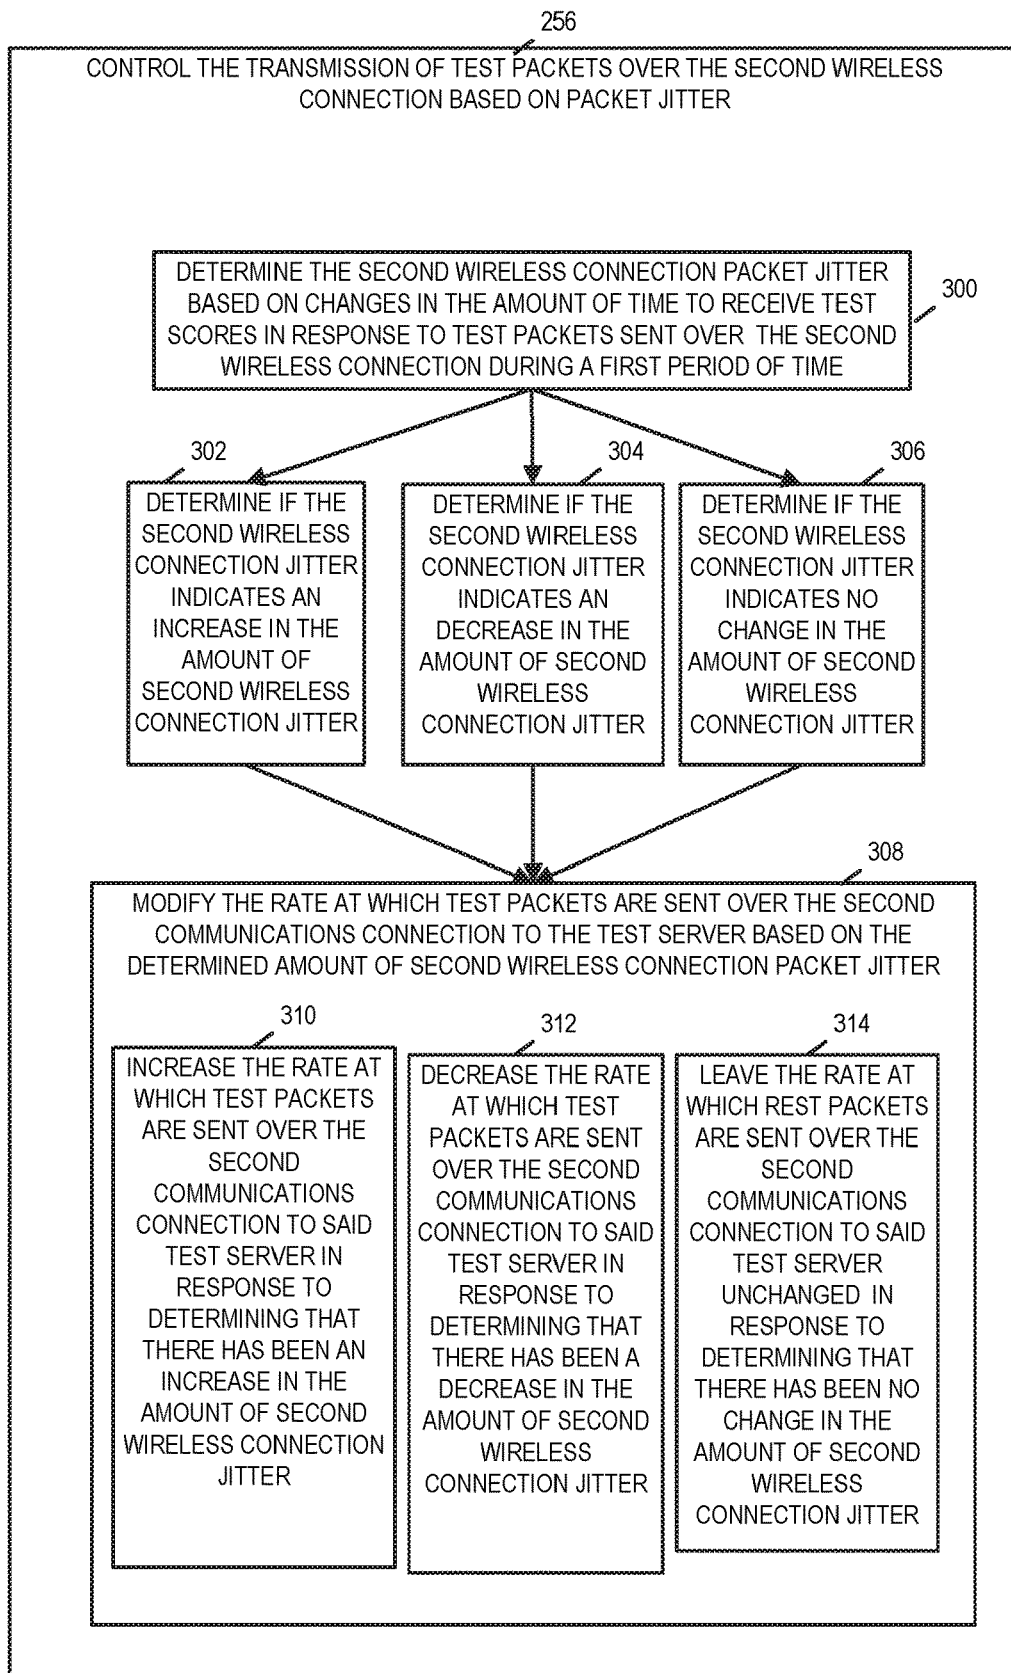 256
CONTROL THE TRANSMISSION OF TEST PACKETS OVER THE SECOND WIRELESS
CONNECTION BASED ON PACKET JITTER
DETERMINE THE SECOND WIRELESS CONNECTION PACKET JITTER
BASED ON CHANGES IN THE AMOUNT OF TIME TO RECEIVE TEST
SCORES IN RESPONSE TO TEST PACKETS SENT OVER THE SECOND
WIRELESS CONNECTION DURING A FIRST PERIOD OF TIME
300
302
DETERMINE IF THE
SECOND WIRELESS
CONNECTION JITTER
INDICATES AN
INCREASE IN THE
AMOUNT OF
SECOND WIRELESS
CONNECTION JITTER
304
DETERMINE IF THE
SECOND WIRELESS
CONNECTION JITTER
INDICATES AN
DECREASE IN THE
AMOUNT OF SECOND
WIRELESS
CONNECTION JITTER
306
DETERMINE IF THE
SECOND WIRELESS
CONNECTION JITTER
INDICATES NO
CHANGE IN THE
AMOUNT OF SECOND
WIRELESS
CONNECTION JITTER
308
MODIFY THE RATE AT WHICH TEST PACKETS ARE SENT OVER THE SECOND
COMMUNICATIONS CONNECTION TO THE TEST SERVER BASED ON THE
DETERMINED AMOUNT OF SECOND WIRELESS CONNECTION PACKET JITTER
310
INCREASE THE RATE AT
WHICH TEST PACKETS
ARE SENT OVER THE
SECOND
COMMUNICATIONS
CONNECTION TO SAID
TEST SERVER IN
RESPONSE TO
DETERMINING THAT
THERE HAS BEEN AN
INCREASE IN THE
AMOUNT OF SECOND
WIRELESS CONNECTION
JITTER
312
DECREASE THE RATE
AT WHICH TEST
PACKETS ARE SENT
OVER THE SECOND
COMMUNICATIONS
CONNECTION TO SAID
TEST SERVER IN
RESPONSE TO
DETERMINING THAT
THERE HAS BEEN A
DECREASE IN THE
AMOUNT OF SECOND
WIRELESS
CONNECTION JITTER
314
LEAVE THE RATE AT
WHICH REST PACKETS
ARE SENT OVER THE
SECOND
COMMUNICATIONS
CONNECTION TO SAID
TEST SERVER
UNCHANGED IN
RESPONSE TO
DETERMINING THAT
THERE HAS BEEN NO
CHANGE IN THE
AMOUNT OF SECOND
WIRELESS
CONNECTION JITTER